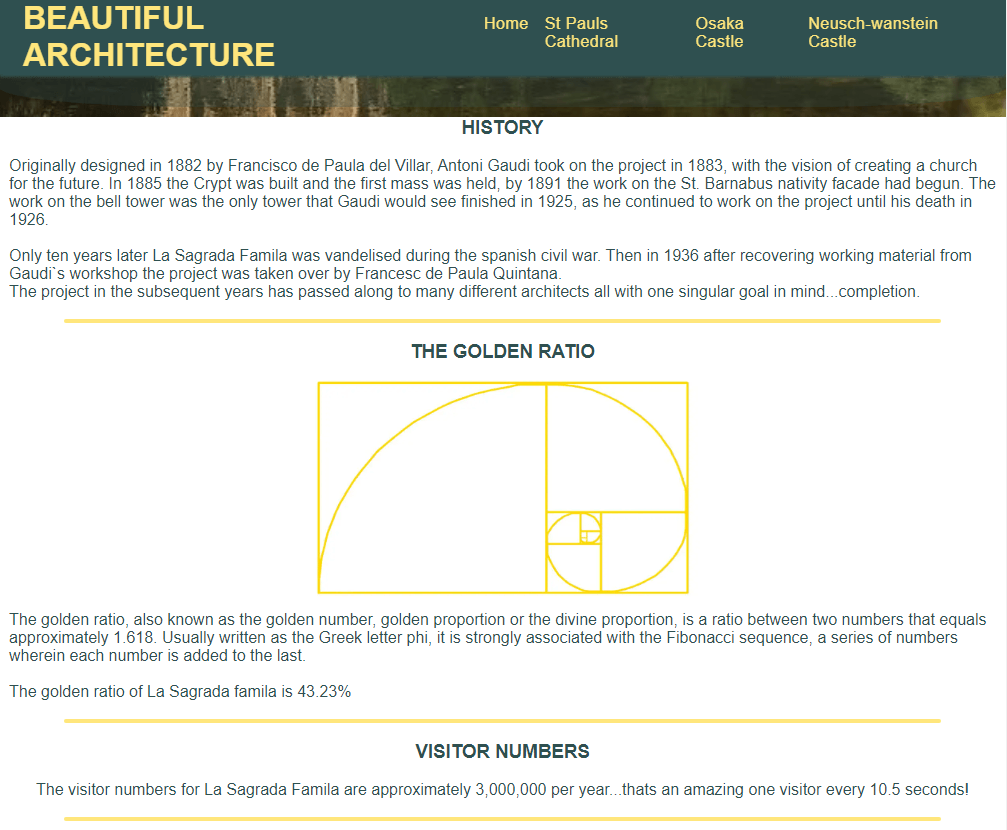 BEAUTIFUL
ARCHITECTURE
Home
St Pauls
Cathedral
Osaka
Castle
Neusch-wanstein
Castle
HISTORY
Originally designed in 1882 by Francisco de Paula del Villar, Antoni Gaudi took on the project in 1883, with the vision of creating a church
for the future. In 1885 the Crypt was built and the first mass was held, by 1891 the work on the St. Barnabus nativity facade had begun. The
work on the bell tower was the only tower that Gaudi would see finished in 1925, as he continued to work on the project until his death in
1926.
Only ten years later La Sagrada Famila was vandelised during the spanish civil war. Then in 1936 after recovering working material from
Gaudi`s workshop the project was taken over by Francesc de Paula Quintana.
The project in the subsequent years has passed along to many different architects all with one singular goal in mind...completion.
THE GOLDEN RATIO
The golden ratio, also known as the golden number, golden proportion or the divine proportion, is a ratio between two numbers that equals
approximately 1.618. Usually written as the Greek letter phi, it is strongly associated with the Fibonacci sequence, a series of numbers
wherein each number is added to the last.
The golden ratio of La Sagrada famila is 43.23%
VISITOR NUMBERS
The visitor numbers for La Sagrada Famila are approximately 3,000,000 per year...thats an amazing one visitor every 10.5 seconds!